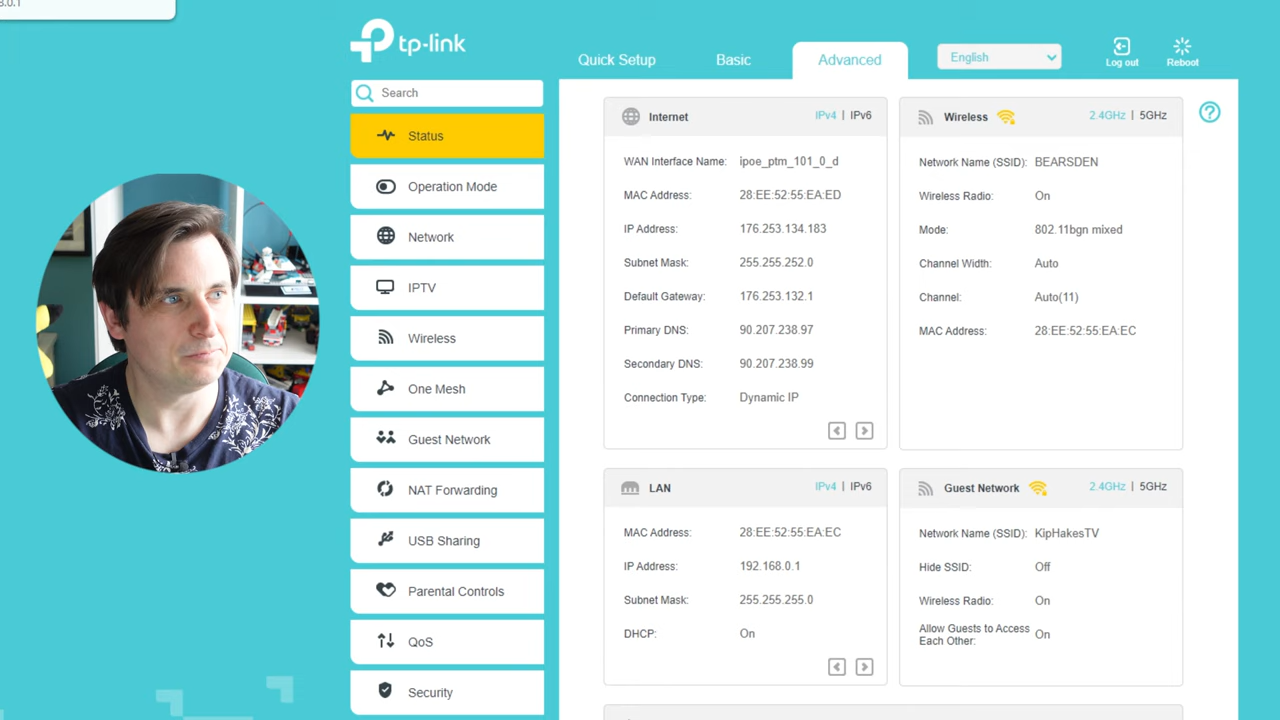 3.0.1
tp-link
Quick Setup
Basic
Advanced
English
Log out
Reboot
Search
Status
Operation Mode
Network
IPTV
Wireless
One Mesh
Guest Network
NAT Forwarding
USB Sharing
Parental Controls
QoS
Security
Internet IPv4 | IPv6
WAN Interface Name: ipoe_ptm_101_0_d
MAC Address: 28:EE:52:55:EA:ED
IP Address: 176.253.134.183
Subnet Mask: 255.255.252.0
Default Gateway: 176.253.132.1
Primary DNS: 90.207.238.97
Secondary DNS: 90.207.238.99
Connection Type: Dynamic IP
Wireless 2.4GHz | 5GHz
Network Name (SSID): BEARSDEN
Wireless Radio: On
Mode: 802.11bgn mixed
Channel Width: Auto
Channel: Auto(11)
MAC Address: 28:EE:52:55:EA:EC
LAN IPv4 | IPv6
MAC Address: 28:EE:52:55:EA:EC
IP Address: 192.168.0.1
Subnet Mask: 255.255.255.0
DHCP: On
Guest Network 2.4GHz | 5GHz
Network Name (SSID): KipHakesTV
Hide SSID: Off
Wireless Radio: On
Allow Guests to Access
Each Other: On